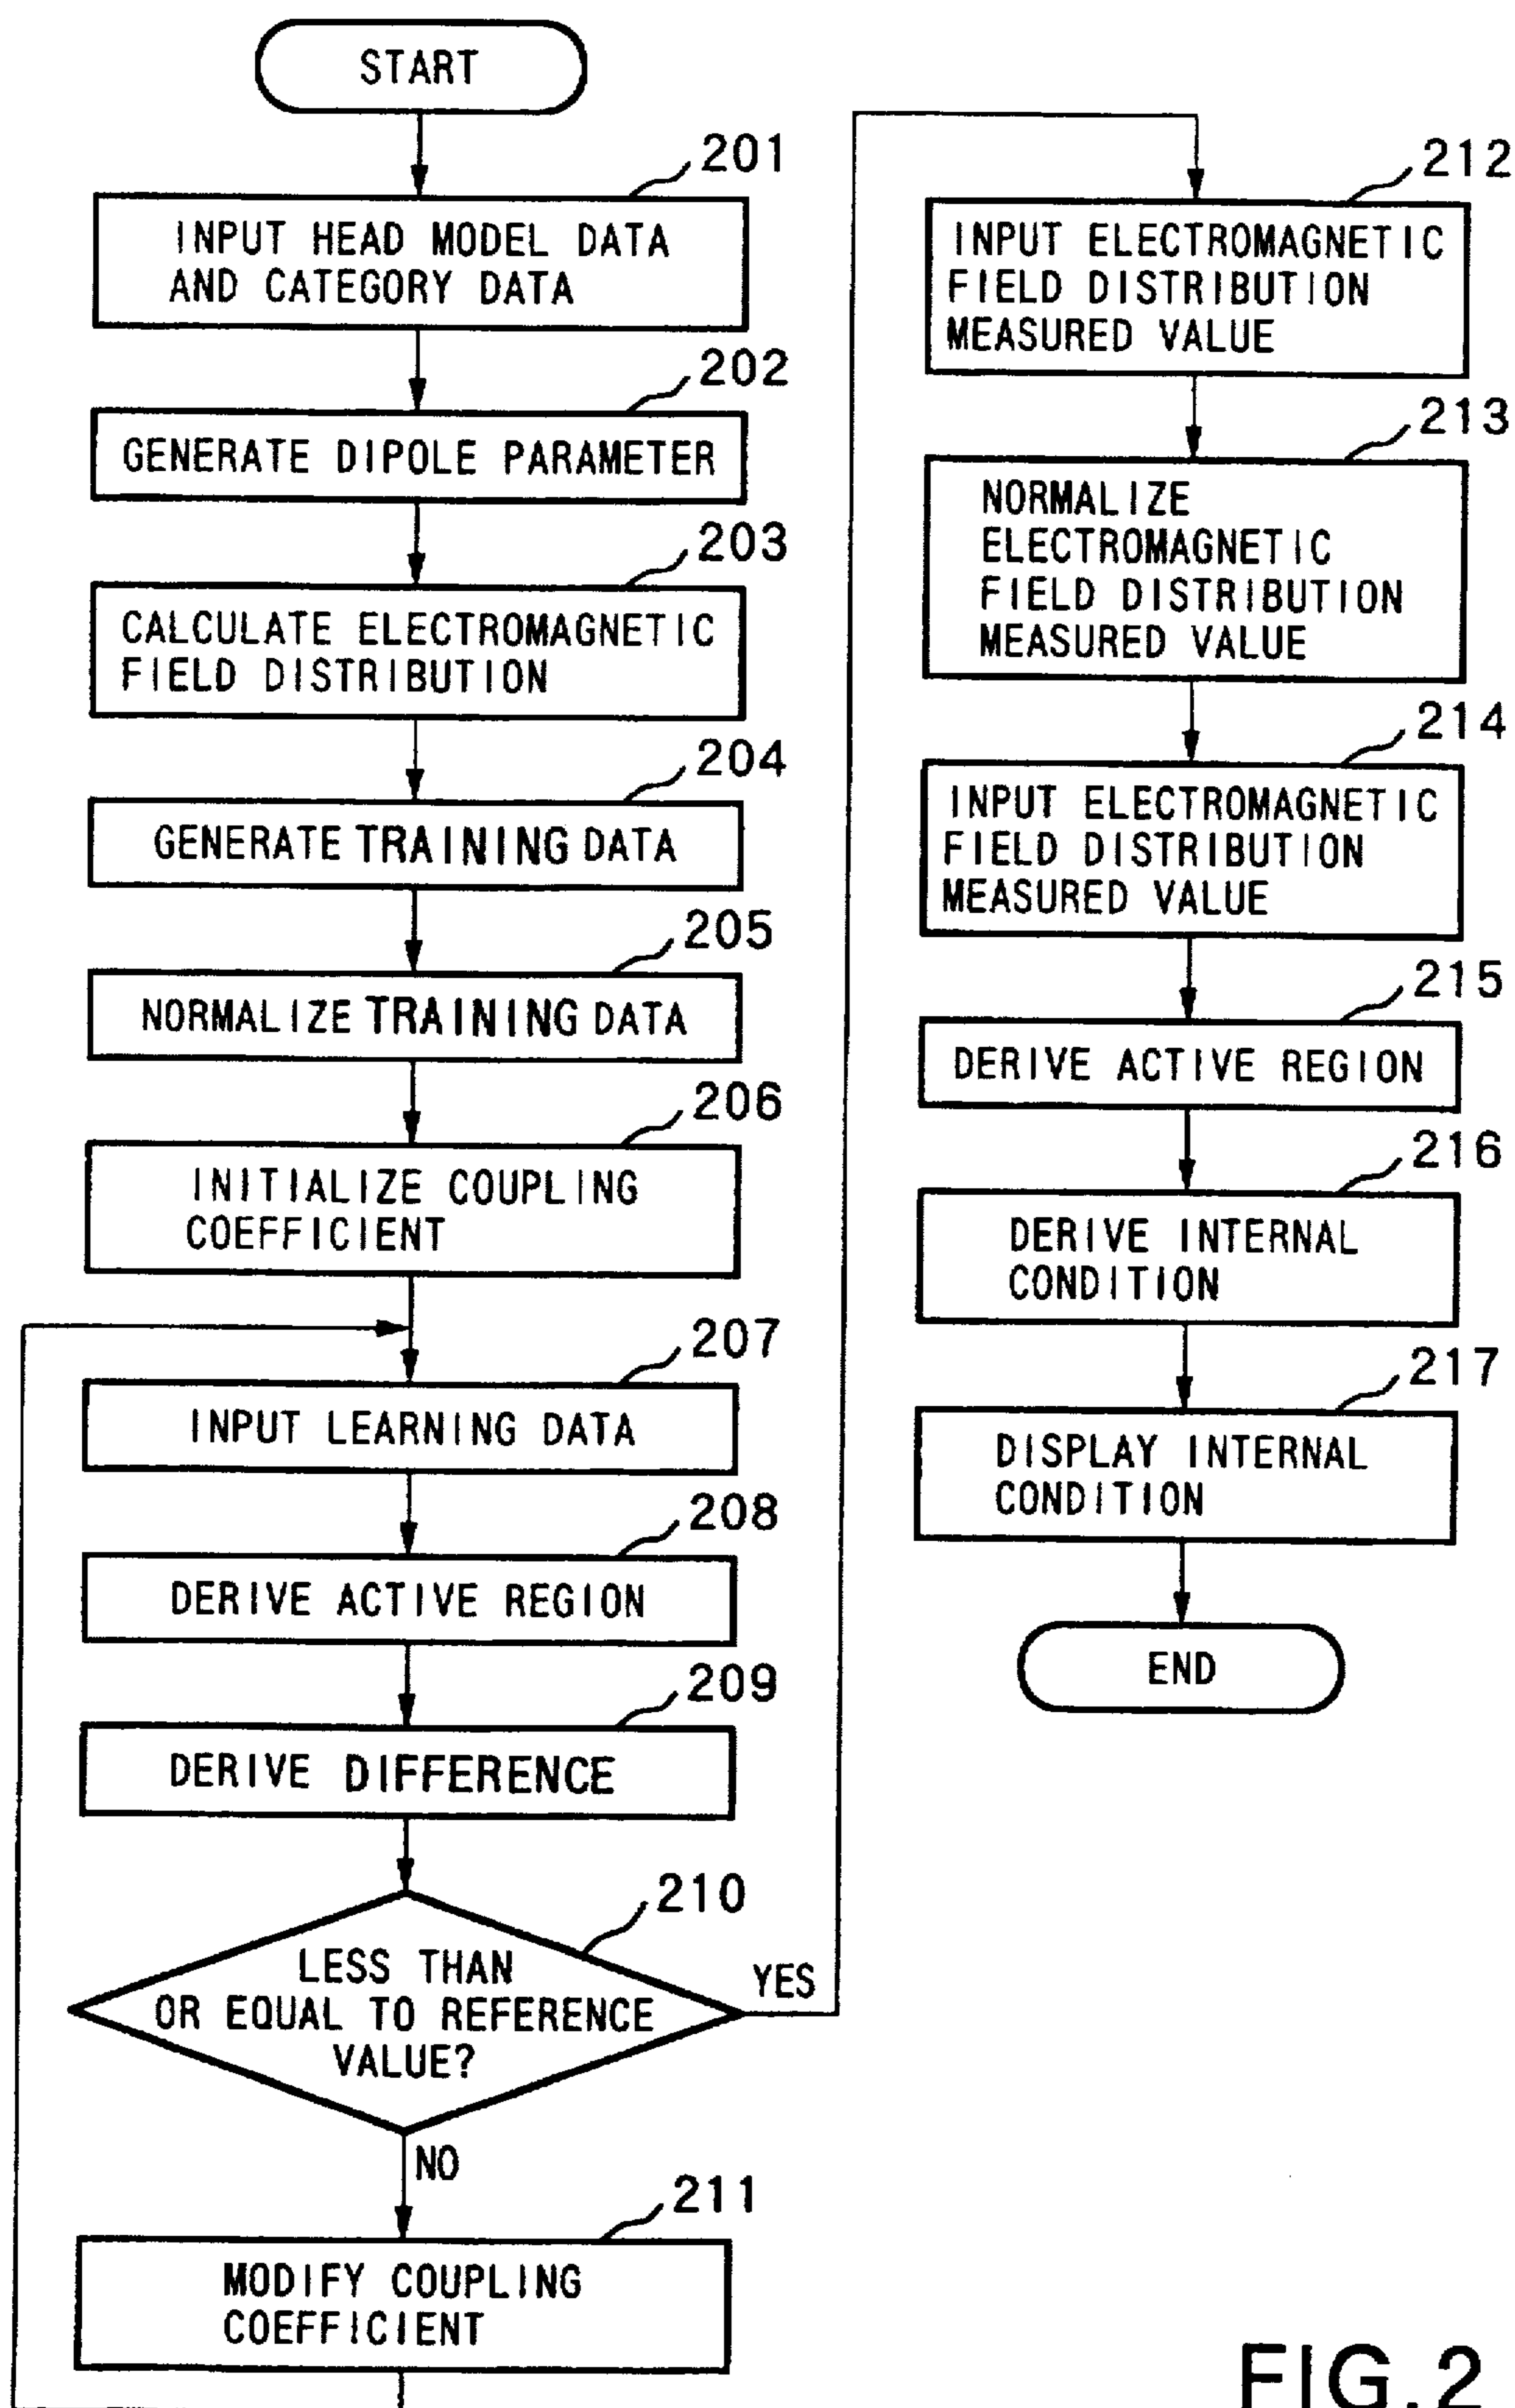 START
201
INPUT HEAD MODEL DATA
AND CATEGORY DATA
202
GENERATE DIPOLE PARAMETER
203
CALCULATE ELECTROMAGNETIC
FIELD DISTRIBUTION
204
GENERATE TRAINING DATA
205
NORMALIZE TRAINING DATA
206
INITIALIZE COUPLING
COEFFICIENT
207
INPUT LEARNING DATA
208
DERIVE ACTIVE REGION
209
DERIVE DIFFERENCE
210
LESS THAN
OR EQUAL TO REFERENCE
VALUE?
YES
NO
211
MODIFY COUPLING
COEFFICIENT
212
INPUT ELECTROMAGNETIC
FIELD DISTRIBUTION
MEASURED VALUE
213
NORMALIZE
ELECTROMAGNETIC
FIELD DISTRIBUTION
MEASURED VALUE
214
INPUT ELECTROMAGNETIC
FIELD DISTRIBUTION
MEASURED VALUE
215
DERIVE ACTIVE REGION
216
DERIVE INTERNAL
CONDITION
217
DISPLAY INTERNAL
CONDITION
END
FIG.2